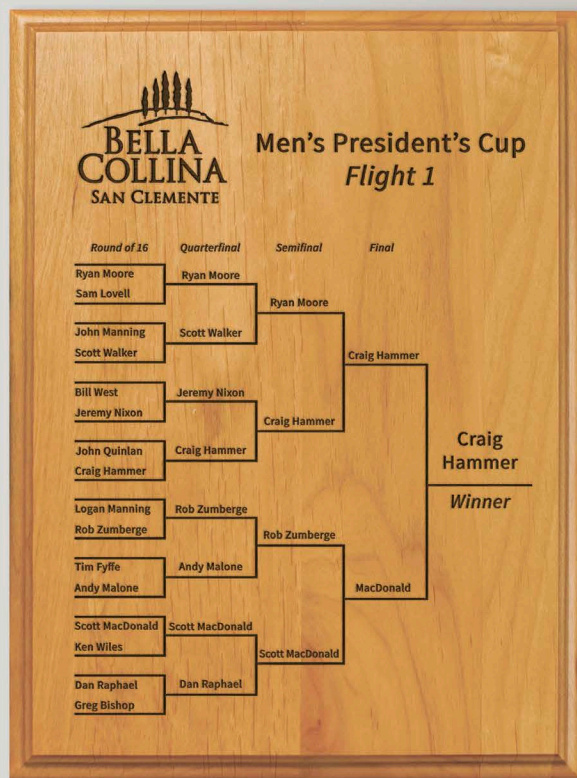 BELLA
COLLINA
SAN CLEMENTE
Men's President's Cup
Flight 1
Round of 16 Quarterfinal Semifinal Final
Ryan Moore
Sam Lovell
John Manning
Scott Walker
Bill West
Jeremy Nixon
John Quinlan
Craig Hammer
Logan Manning
Rob Zumberge
Tim Fyffe
Andy Malone
Scott MacDonald
Ken Wiles
Dan Raphael
Greg Bishop
Ryan Moore
Scott Walker
Jeremy Nixon
Craig Hammer
Rob Zumberge
Andy Malone
Scott MacDonald
Dan Raphael
Ryan Moore
Craig Hammer
Rob Zumberge
Scott MacDonald
Craig Hammer
MacDonald
Craig
Hammer
Winner